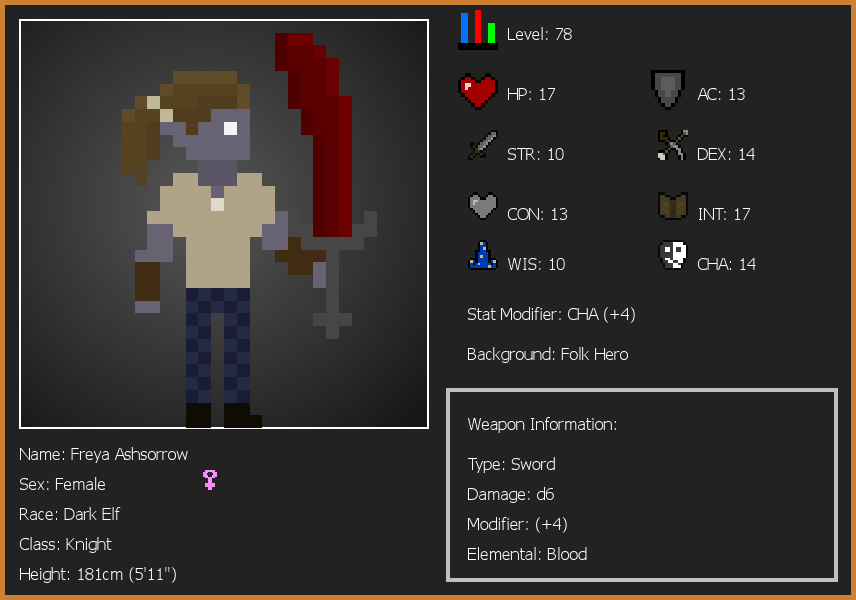 Level: 78
HP: 17
AC: 13
STR: 10
DEX: 14
CON: 13
INT: 17
WIS: 10
CHA: 14
Stat Modifier: CHA (+4)
Background: Folk Hero
Weapon Information:
Type: Sword
Damage: d6
Modifier: (+4)
Elemental: Blood
Name: Freya Ashsorrow
Sex: Female
Race: Dark Elf
Class: Knight
Height: 181cm (5'11")